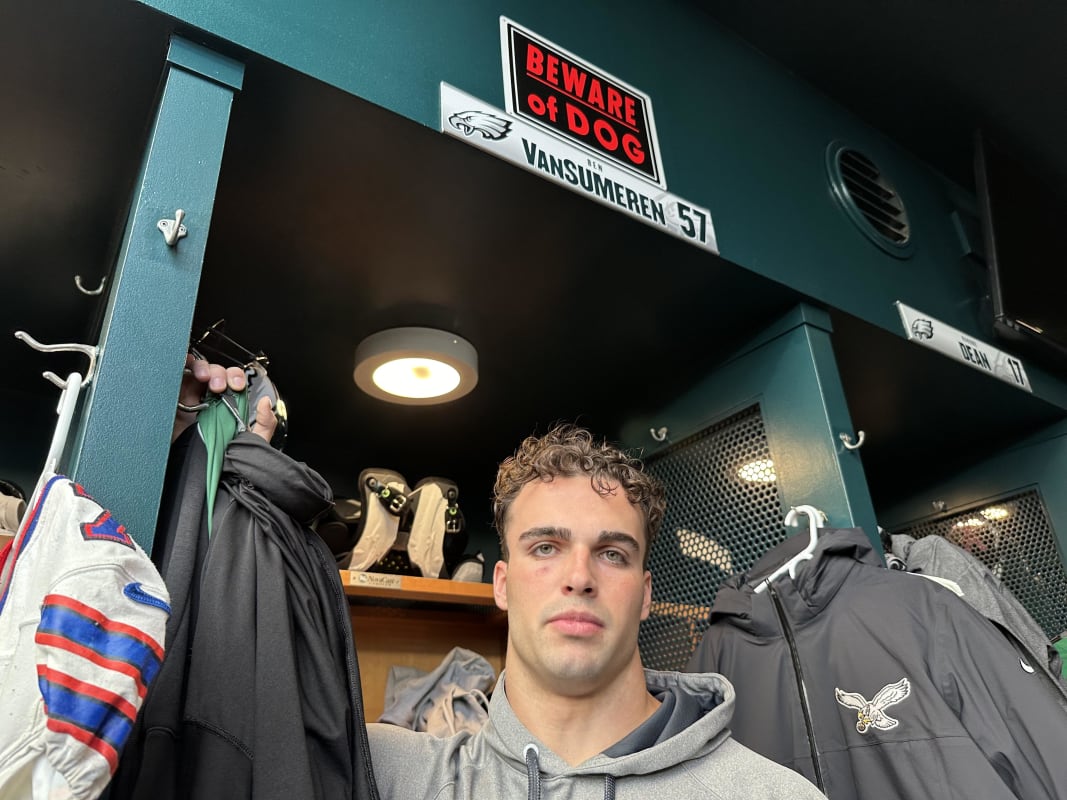 BEWARE
of DOG
BEN
VanSUMEREN 57
DEAN 17